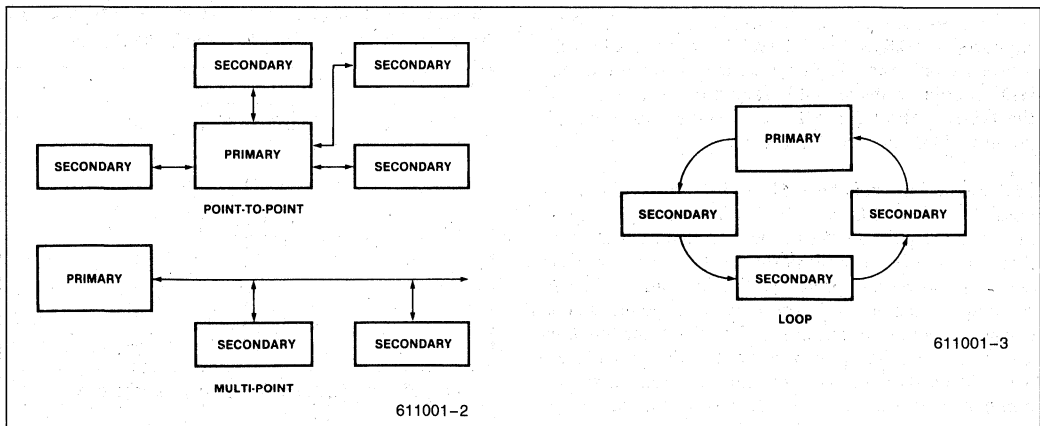 SECONDARY
SECONDARY
SECONDARY
PRIMARY
SECONDARY
POINT-TO-POINT
PRIMARY
SECONDARY
SECONDARY
MULTI-POINT
611001-2
PRIMARY
SECONDARY
SECONDARY
SECONDARY
LOOP
611001-3